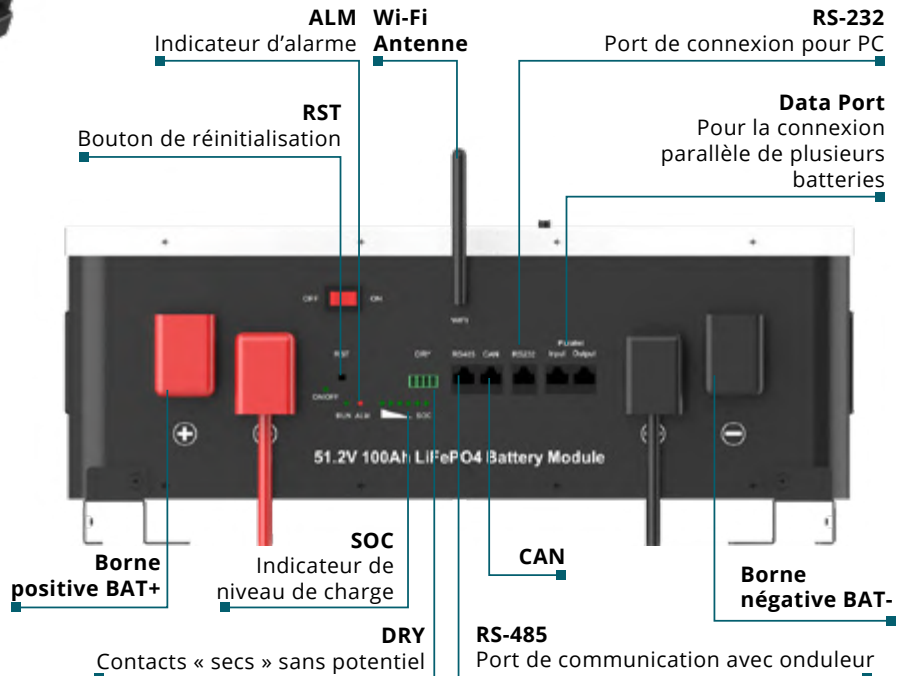 ALM
Indicateur d'alarme
Wi-Fi
Antenne
RS-232
Port de connexion pour PC
RST
Bouton de réinitialisation
Data Port
Pour la connexion
parallèle de plusieurs
batteries
OFF ON
WIFI
RST
DRY
RS485 CAN RS232
Parallel
Input Output
ON/OFF
RUN ALM
SOC
51.2V 100Ah LiFePO4 Battery Module
Borne
positive BAT+
SOC
Indicateur de
niveau de charge
CAN
Borne
négative BAT-
DRY
Contacts « secs » sans potentiel
RS-485
Port de communication avec onduleur